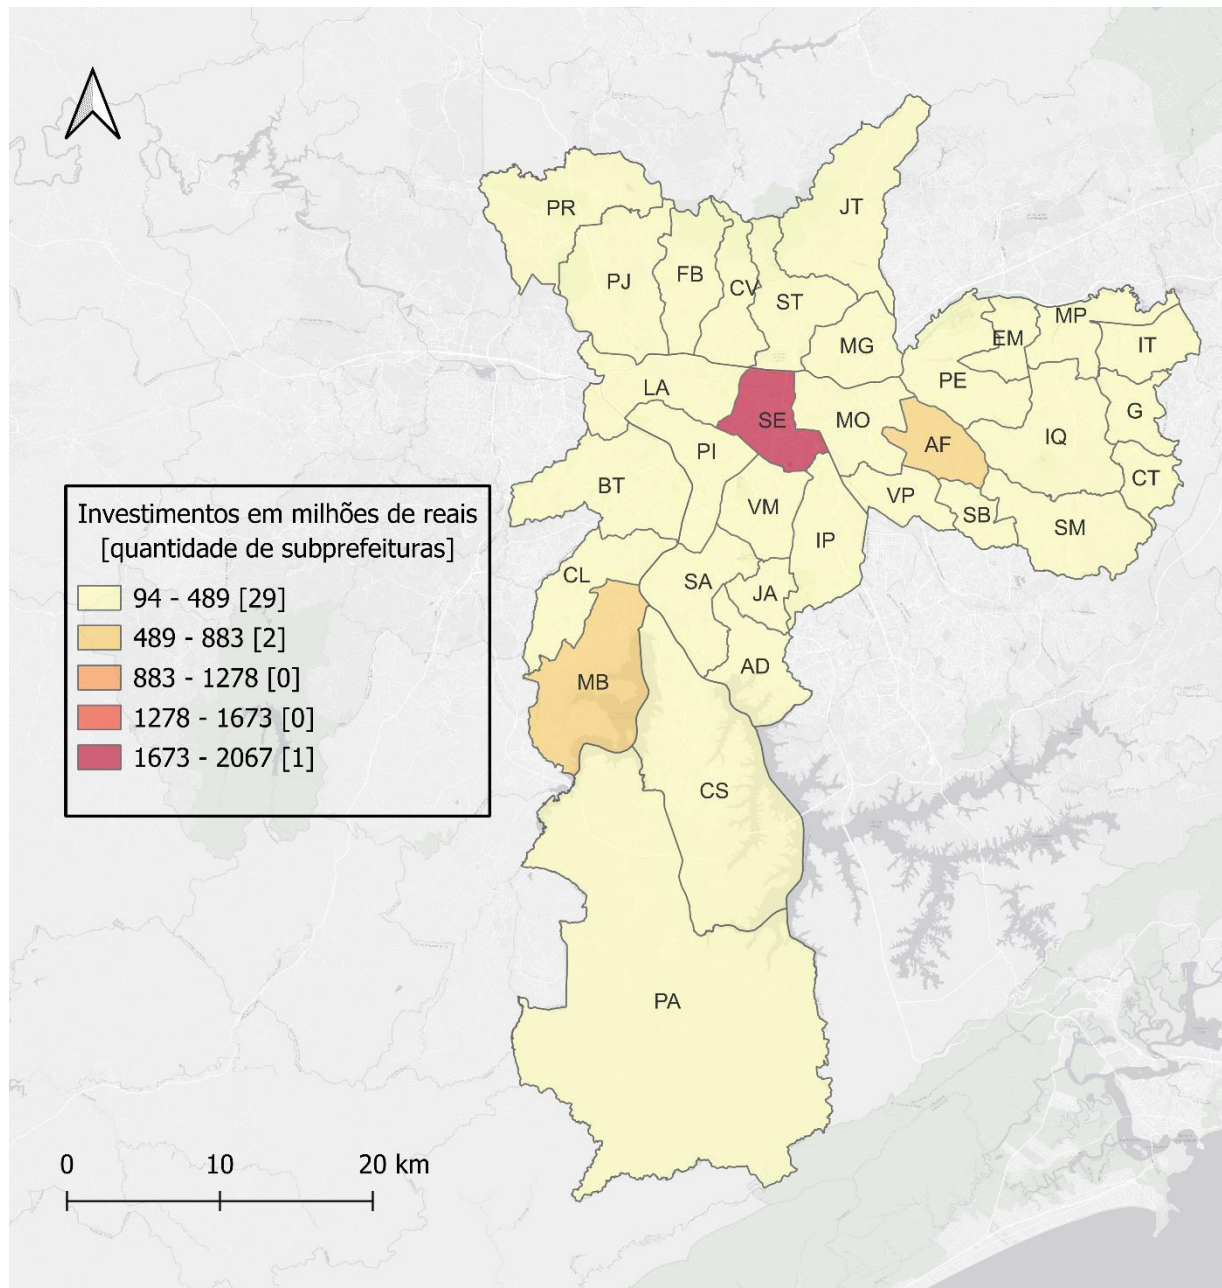 JT
PR
PJ
FB
CV
ST
MP
EM
IT
MG
PE
LA
G
SE
MO
IQ
AF
PI
CT
BT
VP
VM
SB
SM
IP
CL
SA
JA
AD
MB
CS
PA
Investimentos em milhões de reais
[quantidade de subprefeituras]
94 - 489 [29]
489 - 883 [2]
883 - 1278 [0]
1278 - 1673 [0]
1673 - 2067 [1]
0 10 20 km